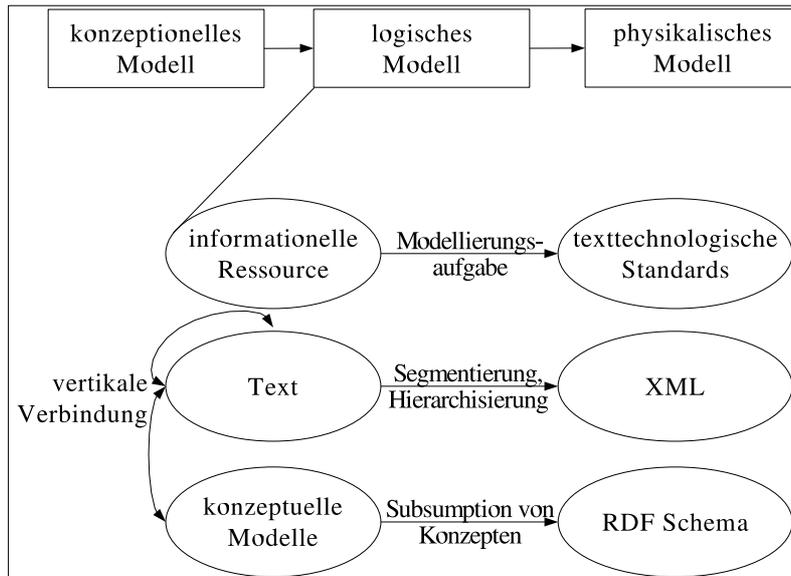 konzeptionelles
Modell
logisches
Modell
physikalisches
Modell
informationelle
Ressource
Modellierungs-
aufgabe
texttechnologische
Standards
vertikale
Verbindung
Text
Segmentierung,
Hierarchisierung
XML
konzeptuelle
Modelle
Subsumption von
Konzepten
RDF Schema